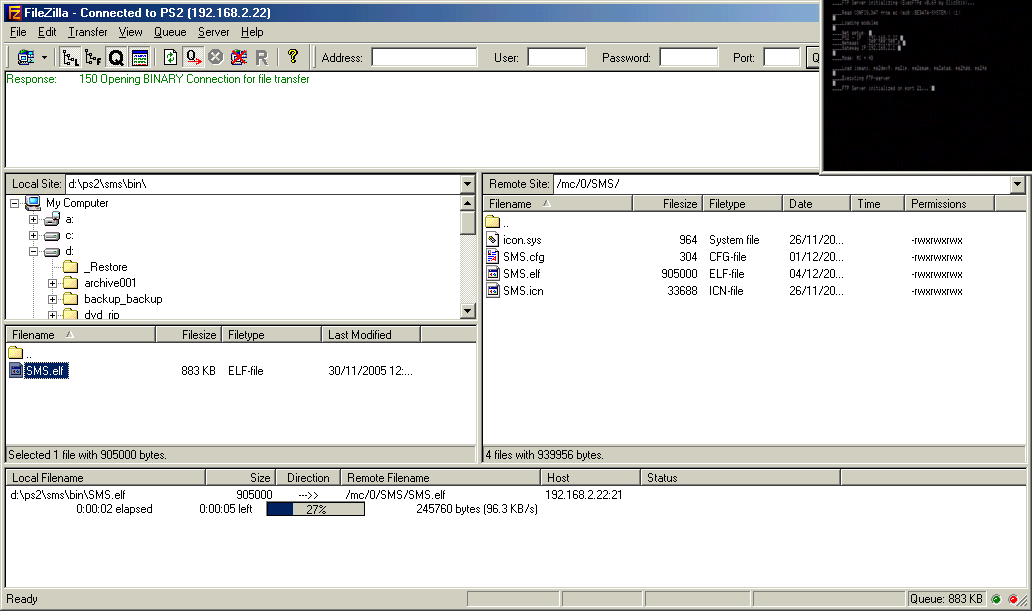 FileZilla - Connected to PS2 (192.168.2.22)
File Edit Transfer View Queue Server Help
Address: User: Password: Port: Q
Response: 150 Opening BINARY Connection for file transfer
Local Site: d:\ps2\sms\bin\
My Computer
a:
c:
d:
_Restore
archive001
backup_backup
dvd_rip
Filename Filesize Filetype Last Modified
..
SMS.elf 883 KB ELF-file 30/11/2005 12:...
Selected 1 file with 905000 bytes.
Remote Site: /mc/0/SMS/
Filename Filesize Filetype Date Time Permissions
..
icon.sys 964 System file 26/11/20... -rwxrwxrwx
SMS.cfg 304 CFG-file 01/12/20... -rwxrwxrwx
SMS.elf 905000 ELF-file 04/12/20... -rwxrwxrwx
SMS.icn 33688 ICN-file 26/11/20... -rwxrwxrwx
4 files with 939956 bytes.
Local Filename Size Direction Remote Filename Host Status
d:\ps2\sms\bin\SMS.elf 905000 --->> /mc/0/SMS/SMS.elf 192.168.2.22:21
0:00:02 elapsed 0:00:05 left 27% 245760 bytes (96.3 KB/s)
Ready Queue: 883 KB